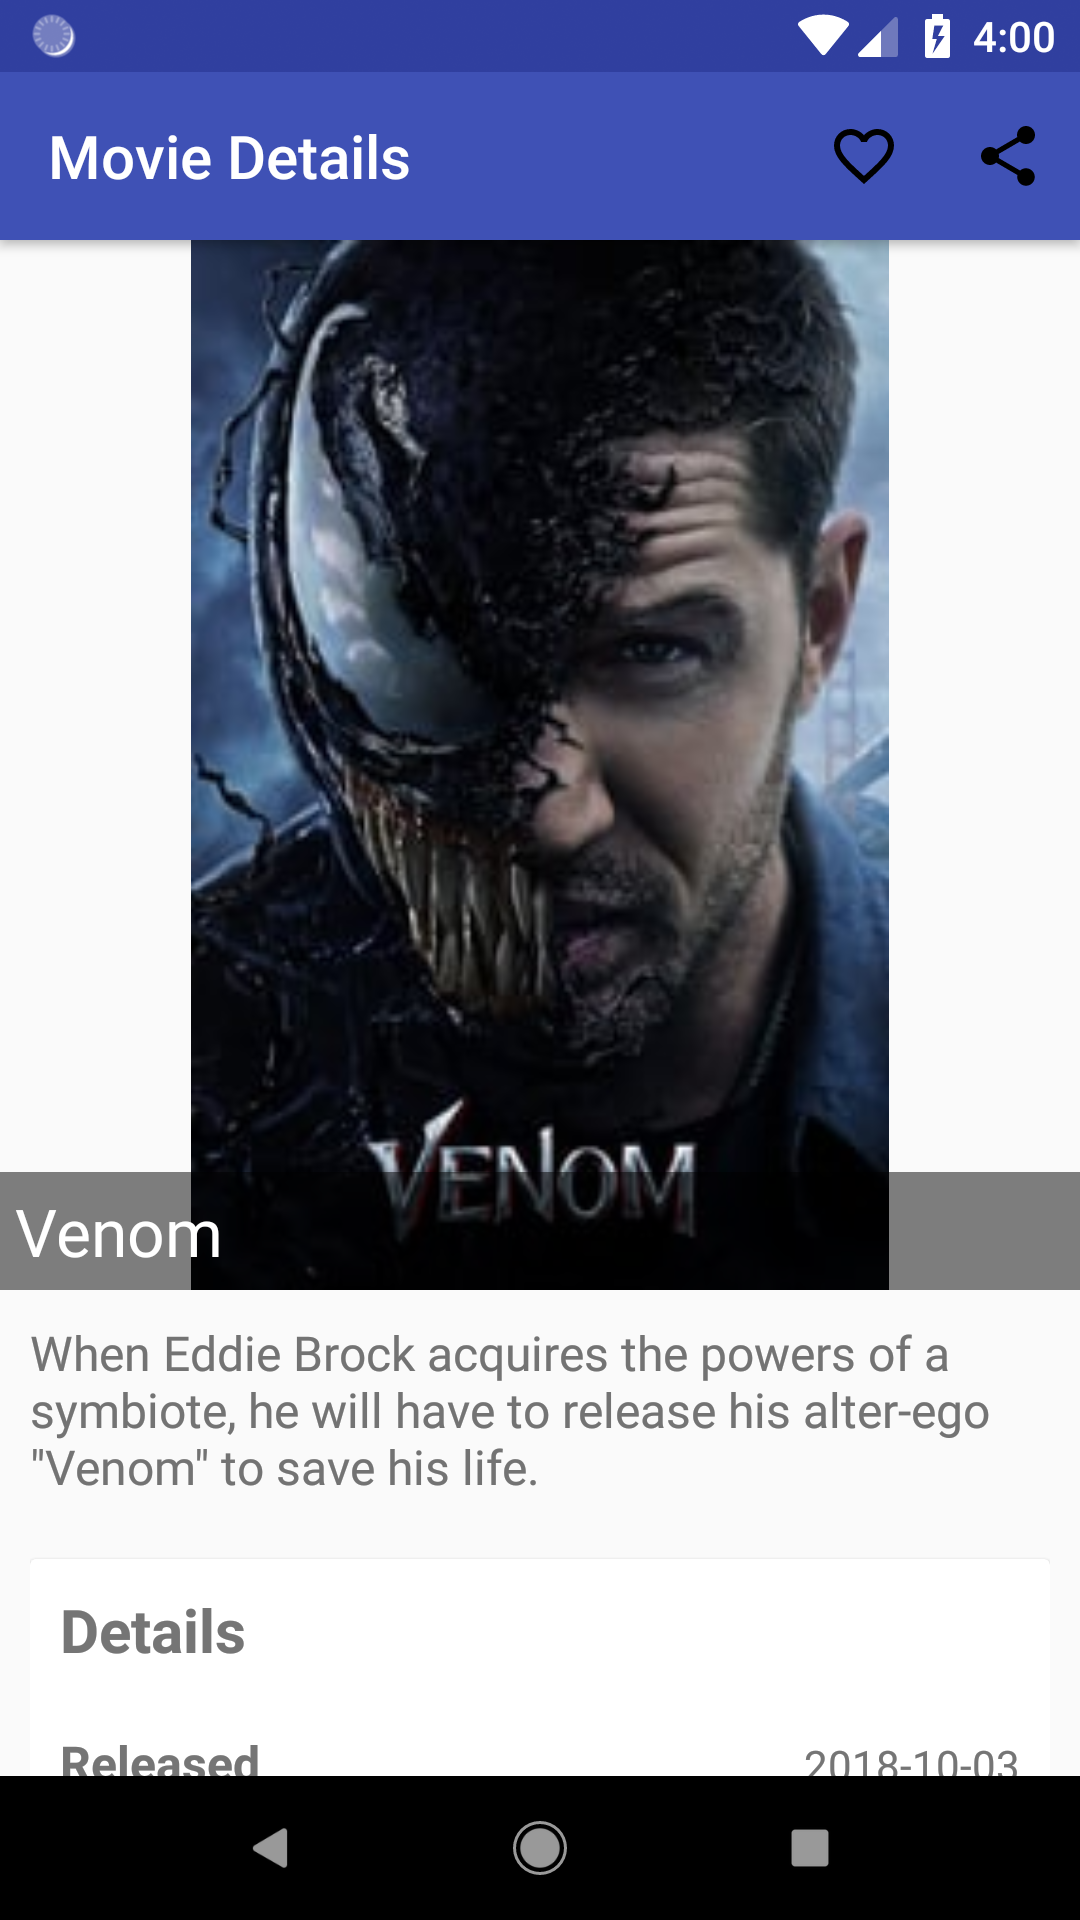 4:00
Movie Details
VENOM
Venom
When Eddie Brock acquires the powers of a
symbiote, he will have to release his alter-ego
"Venom" to save his life.
Details
Released 2018-10-03